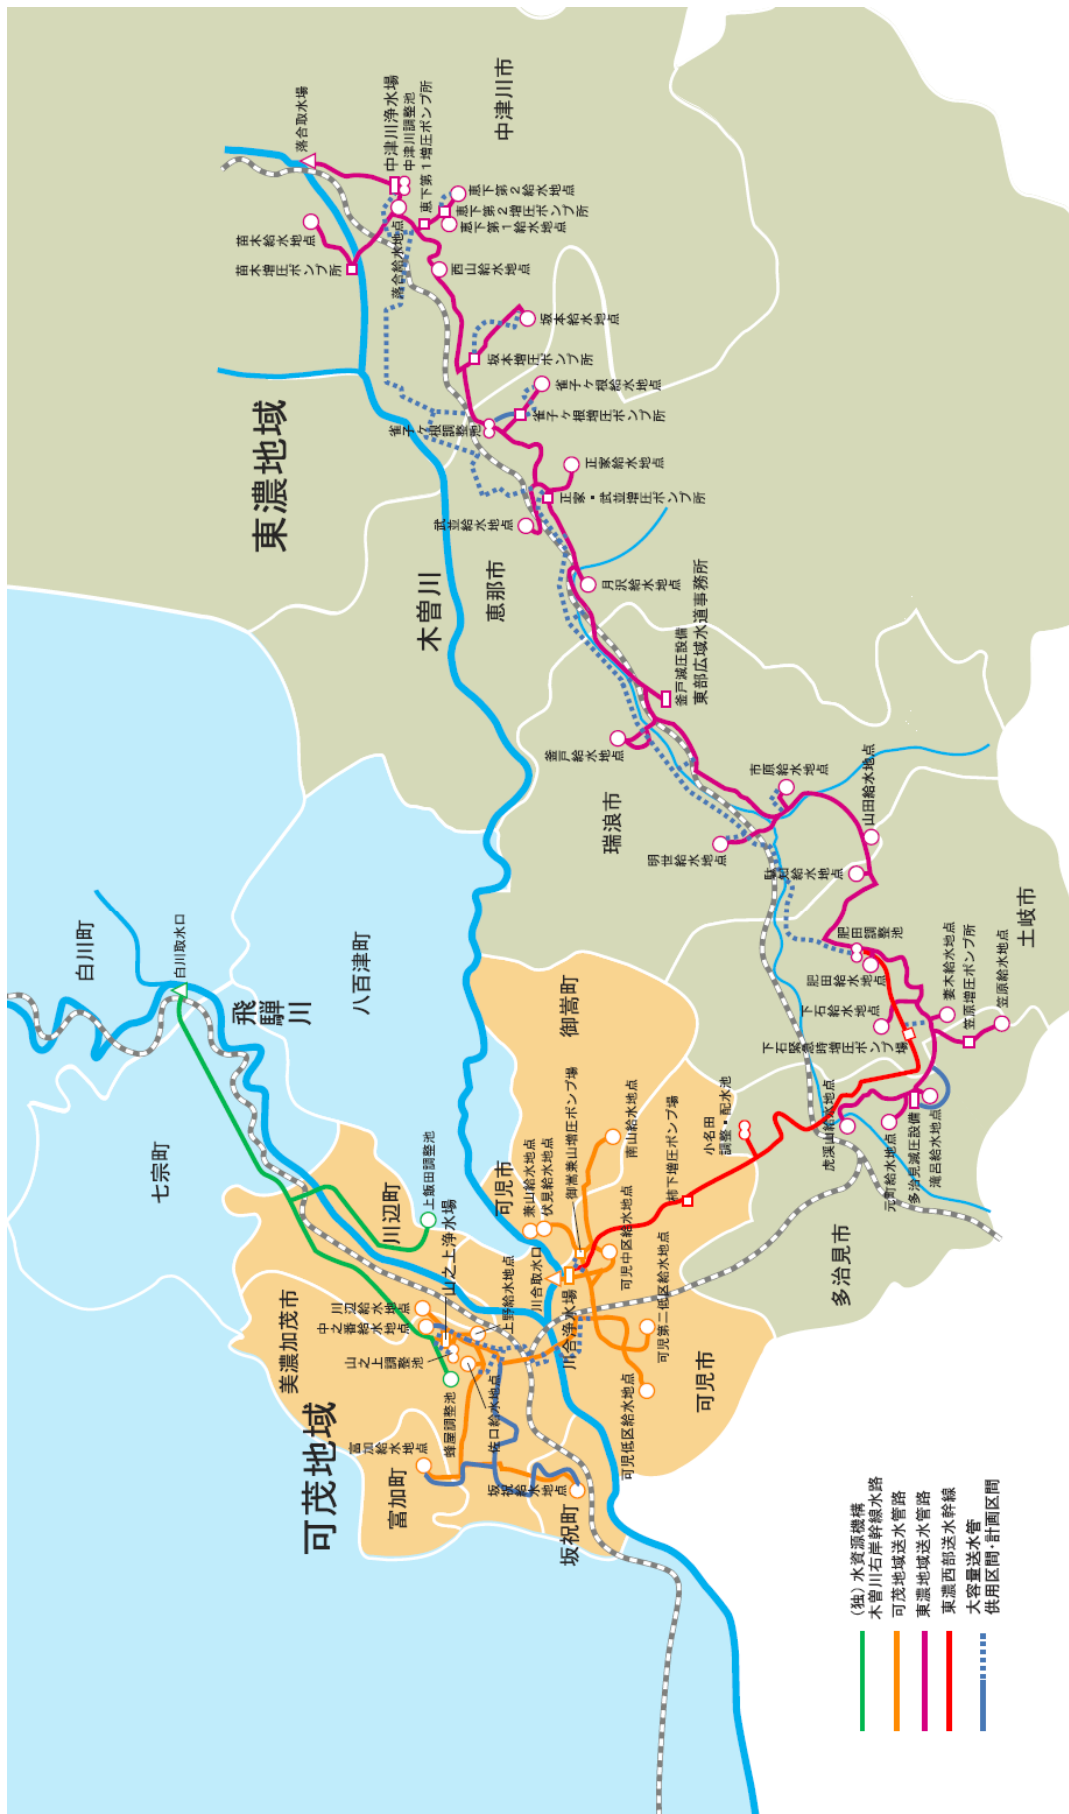 東濃地域
中津川市
恵那市
瑞浪市
土岐市
多治見市
木曽川
落合取水場
中津川浄水場
中津川調整池
恵下第1増圧ポンプ所
恵下第2給水地点
恵下第2増圧ポンプ所
恵下第1給水地点
苗木給水地点
苗木増圧ポンプ所
落合給水地点
西山給水地点
坂本給水地点
坂本増圧ポンプ所
雀子ケ根給水地点
雀子ケ根増圧ポンプ所
雀子ケ根調整池
正家給水地点
正家・武並増圧ポンプ所
武並給水地点
月沢給水地点
釜戸減圧設備
東部広域水道事務所
釜戸給水地点
市原給水地点
明世給水地点
山田給水地点
駄知給水地点
肥田調整池
肥田給水地点
下石給水地点
下石緊急時増圧ポンプ場
妻木給水地点
笠原増圧ポンプ所
笠原給水地点
虎渓山給水地点
元町給水地点
多治見減圧設備
滝呂給水地点
小名田
調整・配水池
柿下増圧ポンプ場
白川町
白川取水口
飛騨川
八百津町
七宗町
御嵩町
川辺町
上飯田調整池
可児市
兼山給水地点
伏見給水地点
御嵩兼山増圧ポンプ場
南山給水地点
可児中区給水地点
可児第二低区給水地点
可児低区給水地点
可児市
川合取水口
川合浄水場
山之上浄水場
上野給水地点
川辺給水地点
中之番給水地点
山之上調整池
美濃加茂市
可茂地域
蜂屋調整池
佐口給水地点
富加給水地点
富加町
坂祝給水地点
坂祝町
（独）水資源機構
木曽川右岸幹線水路
可茂地域送水管路
東濃地域送水管路
東濃西部送水幹線
大容量送水管
供用区間・計画区間